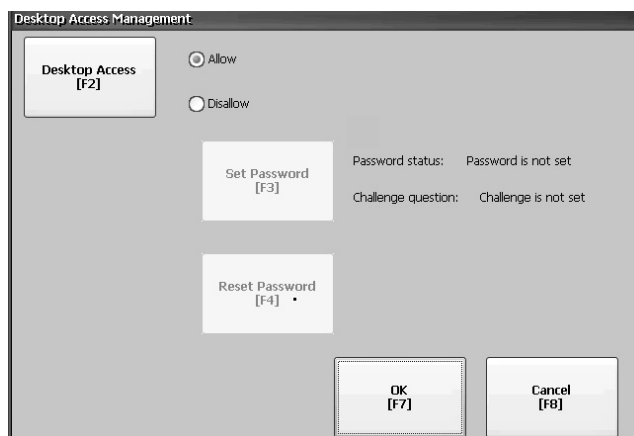 Desktop Access Management
Desktop Access
[F2]
Allow
Disallow
Set Password
[F3]
Password status: Password is not set
Challenge question: Challenge is not set
Reset Password
[F4]
OK
[F7]
Cancel
[F8]